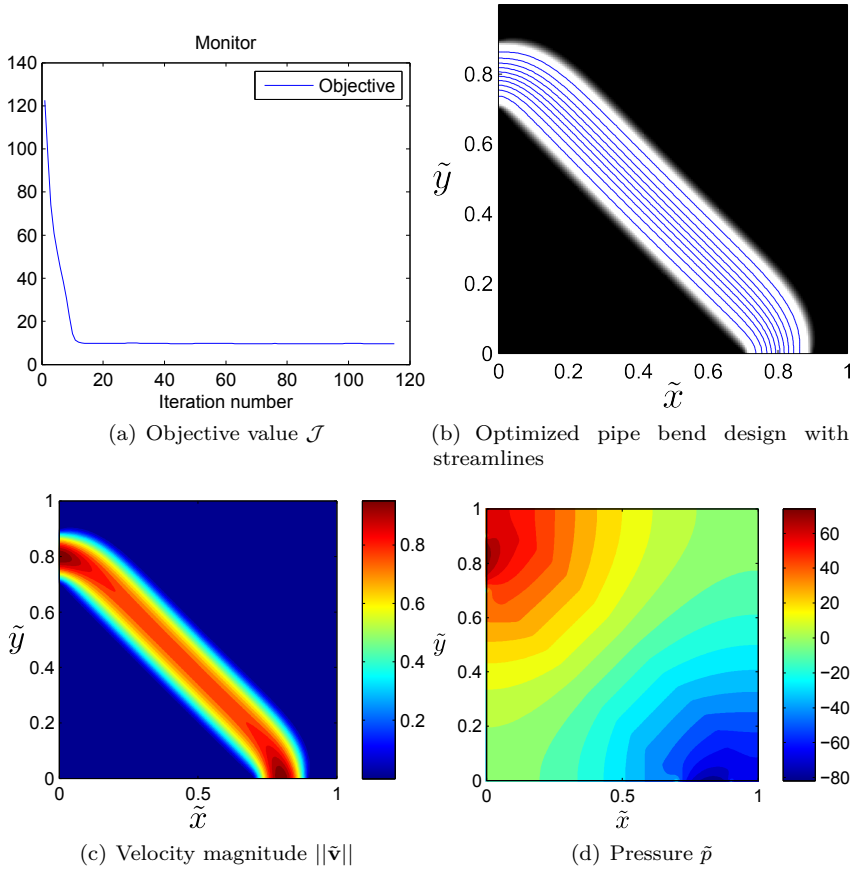 Monitor
140
120
100
80
60
40
20
0
Objective
0 20 40 60 80 100 120
Iteration number
(a) Objective value 𝒥
0.8
0.6
ỹ
0.4
0.2
0
0 0.2 0.4 0.6 0.8 1
x̃
(b) Optimized pipe bend design with
streamlines
1
0.8
0.6
ỹ
0.4
0.2
0
0 0.5 1
x̃
0.8
0.6
0.4
0.2
(c) Velocity magnitude ||ṽ||
1
0.8
0.6
ỹ
0.4
0.2
0
0 0.5 1
x̃
60
40
20
0
−20
−40
−60
−80
(d) Pressure p̃